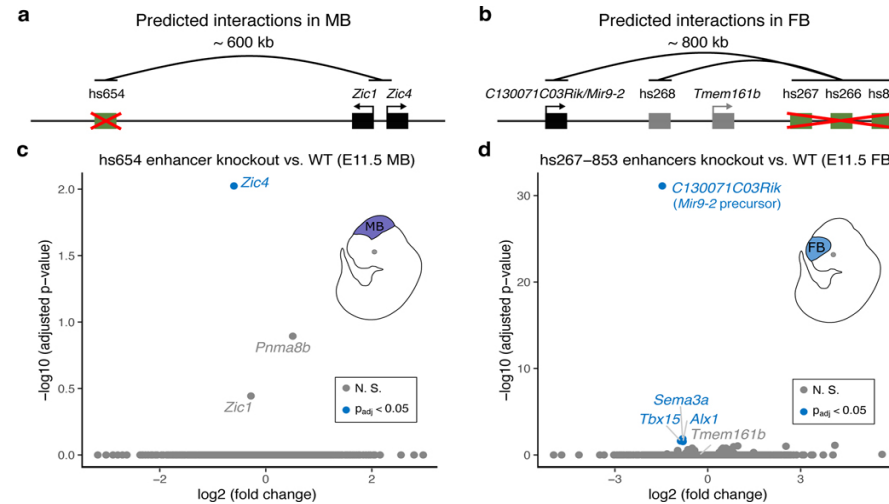 a
Predicted interactions in MB
~ 600 kb
hs654
Zic1
Zic4
b
Predicted interactions in FB
~ 800 kb
C130071C03Rik/Mir9-2
hs268
Tmem161b
hs267
hs266
hs8
c
hs654 enhancer knockout vs. WT (E11.5 MB)
−log10 (adjusted p-value)
2.0
1.5
1.0
0.5
0.0
Zic4
MB
Pnma8b
Zic1
N. S.
padj < 0.05
−2
0
2
log2 (fold change)
d
hs267−853 enhancers knockout vs. WT (E11.5 FB
−log10 (adjusted p-value)
30
20
10
0
C130071C03Rik
(Mir9-2 precursor)
FB
N. S.
padj < 0.05
Sema3a
Tbx15
Alx1
Tmem161b
−3
0
3
log2 (fold change)